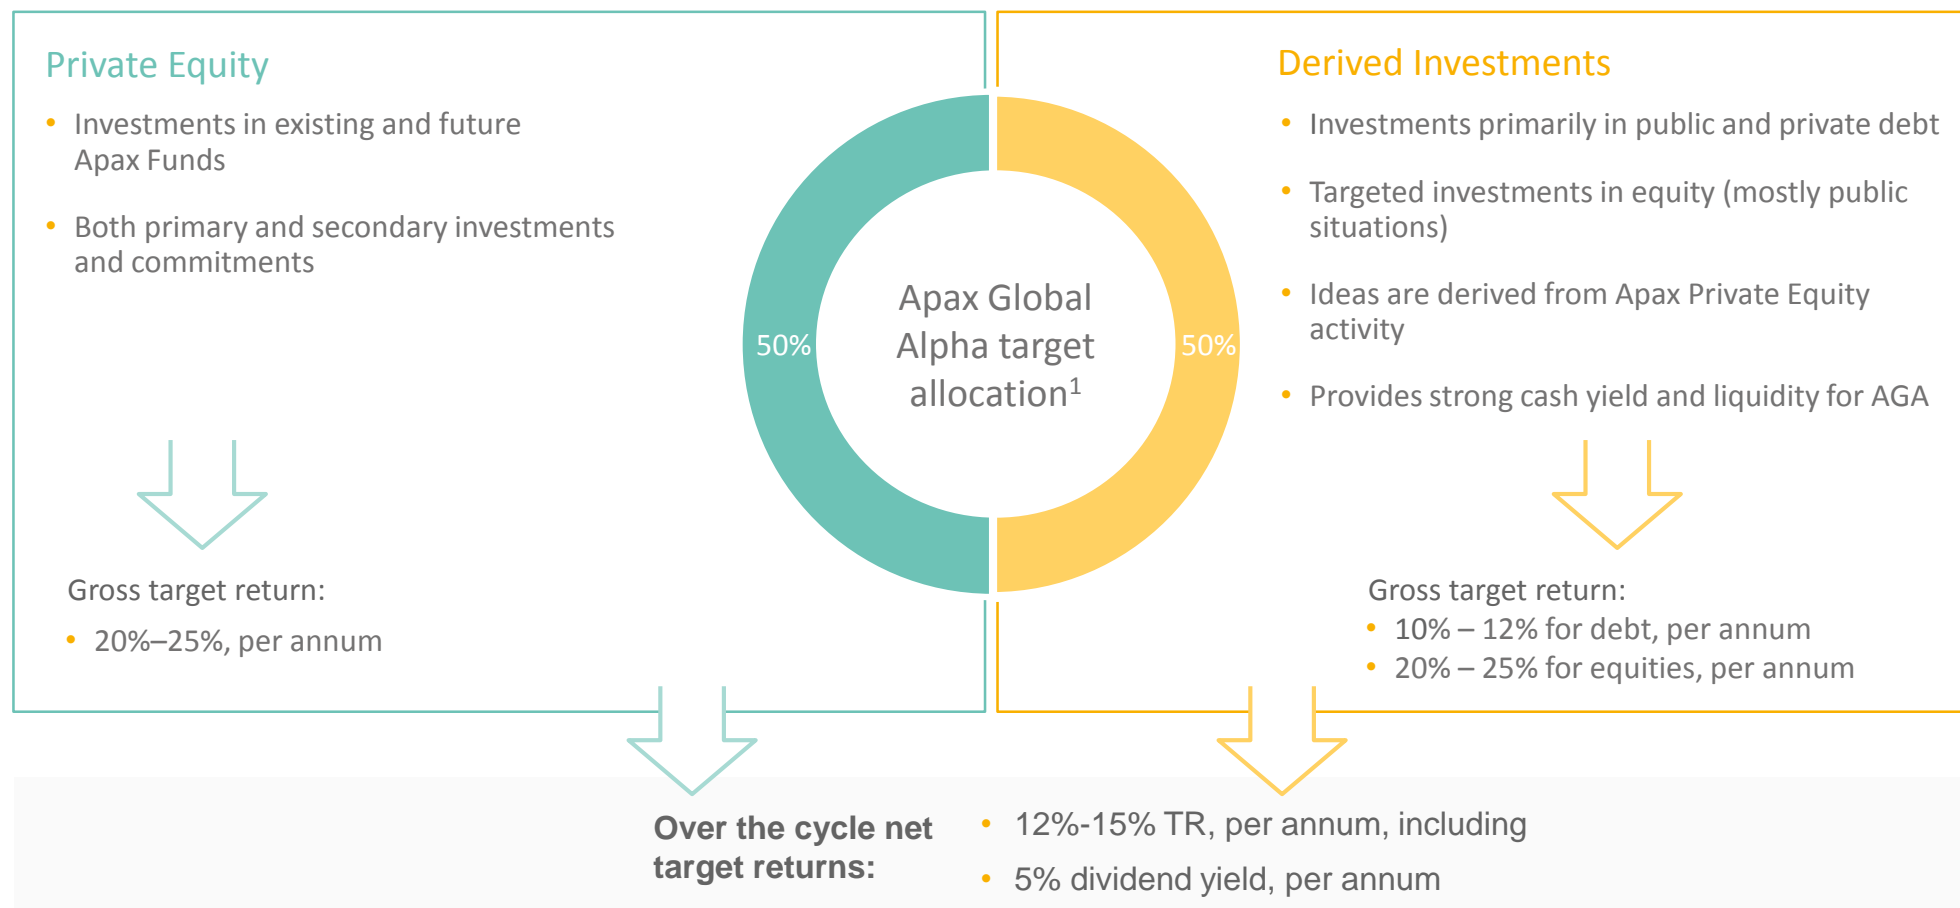 Private Equity
• Investments in existing and future
Apax Funds
• Both primary and secondary investments
and commitments
Gross target return:
• 20%–25%, per annum
50%
Apax Global
Alpha target
allocation¹
50%
Derived Investments
• Investments primarily in public and private debt
• Targeted investments in equity (mostly public
situations)
• Ideas are derived from Apax Private Equity
activity
• Provides strong cash yield and liquidity for AGA
Gross target return:
• 10% – 12% for debt, per annum
• 20% – 25% for equities, per annum
Over the cycle net
target returns:
• 12%-15% TR, per annum, including
• 5% dividend yield, per annum